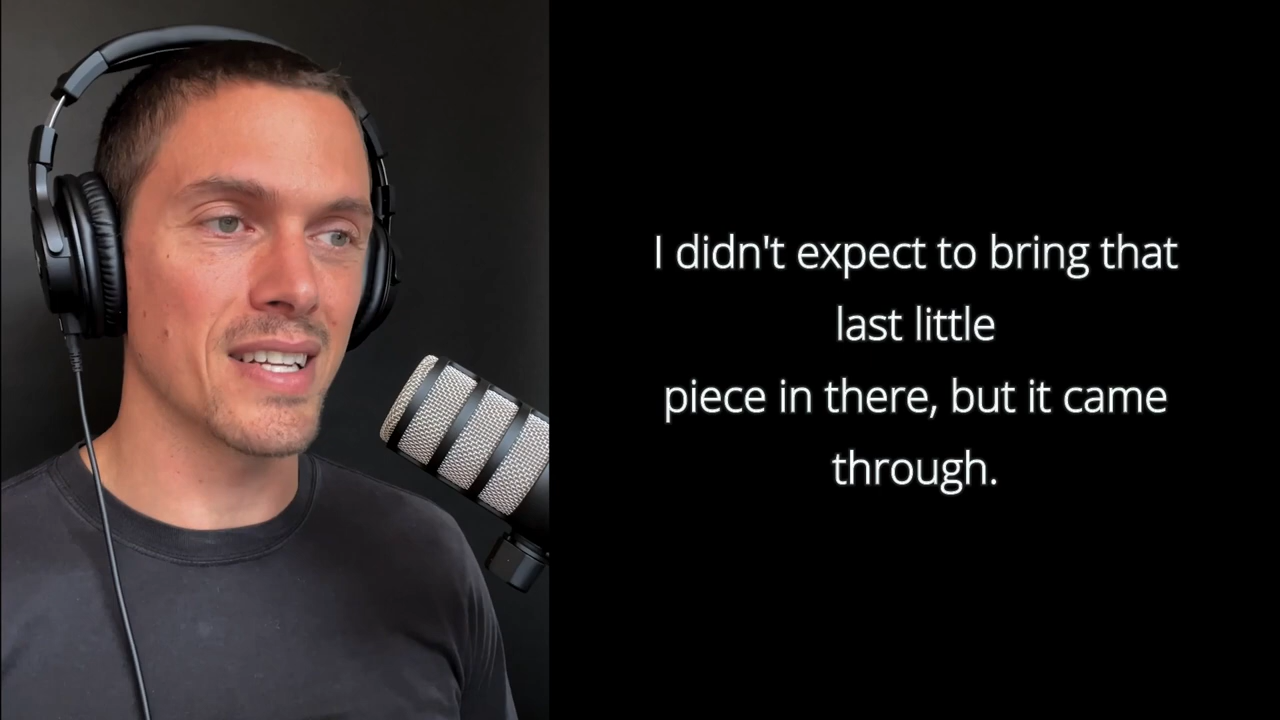 I didn't expect to bring that
last little
piece in there, but it came
through.